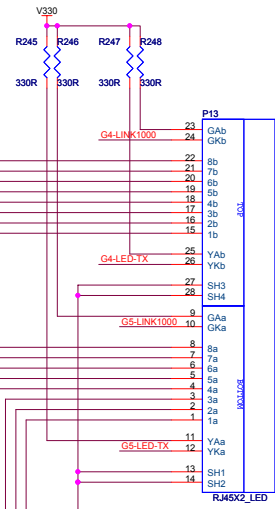 V330
R245 R246 R247 R248
330R 330R 330R 330R
P13
23 GAb
G4-LINK1000 24 GKb
22 8b
21 7b
20 6b
19 5b
18 4b
17 3b
16 2b
15 1b
TOP
25 YAb
G4-LED-TX 26 YKb
27 SH3
28 SH4
9 GAa
G5-LINK1000 10 GKa
8 8a
7 7a
6 6a
5 5a
4 4a
3 3a
2 2a
1 1a
BOTTOM
11 YAa
G5-LED-TX 12 YKa
13 SH1
14 SH2
RJ45X2_LED